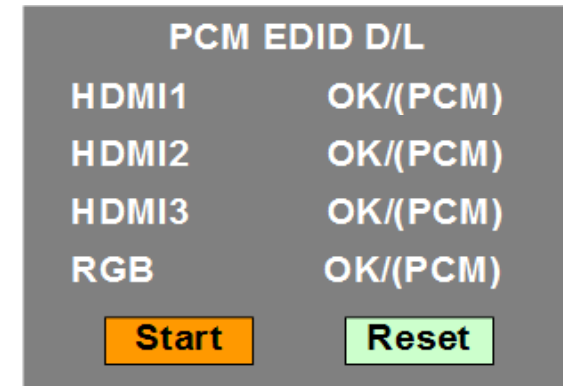 PCM EDID D/L
HDMI1 OK/(PCM)
HDMI2 OK/(PCM)
HDMI3 OK/(PCM)
RGB OK/(PCM)
Start Reset